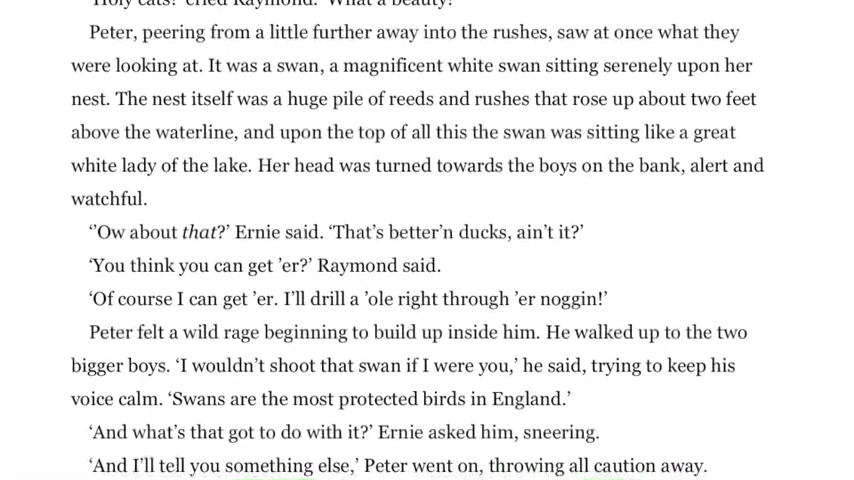 'Holy cats!' cried Raymond. 'What a beauty!'
Peter, peering from a little further away into the rushes, saw at once what they
were looking at. It was a swan, a magnificent white swan sitting serenely upon her
nest. The nest itself was a huge pile of reeds and rushes that rose up about two feet
above the waterline, and upon the top of all this the swan was sitting like a great
white lady of the lake. Her head was turned towards the boys on the bank, alert and
watchful.
‘’Ow about that?’ Ernie said. ‘That’s better’n ducks, ain’t it?’
‘You think you can get ’er?’ Raymond said.
‘Of course I can get ’er. I’ll drill a ’ole right through ’er noggin!’
Peter felt a wild rage beginning to build up inside him. He walked up to the two
bigger boys. ‘I wouldn’t shoot that swan if I were you,’ he said, trying to keep his
voice calm. ‘Swans are the most protected birds in England.’
‘And what’s that got to do with it?’ Ernie asked him, sneering.
‘And I’ll tell you something else,’ Peter went on, throwing all caution away.